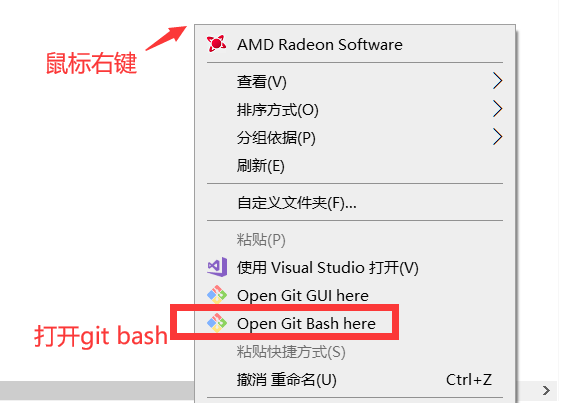 鼠标右键
AMD Radeon Software
查看(V)
排序方式(O)
分组依据(P)
刷新(E)
自定义文件夹(F)...
粘贴(P)
使用 Visual Studio 打开(V)
Open Git GUI here
打开git bash
Open Git Bash here
粘贴快捷方式(S)
撤消 重命名(U) Ctrl+Z